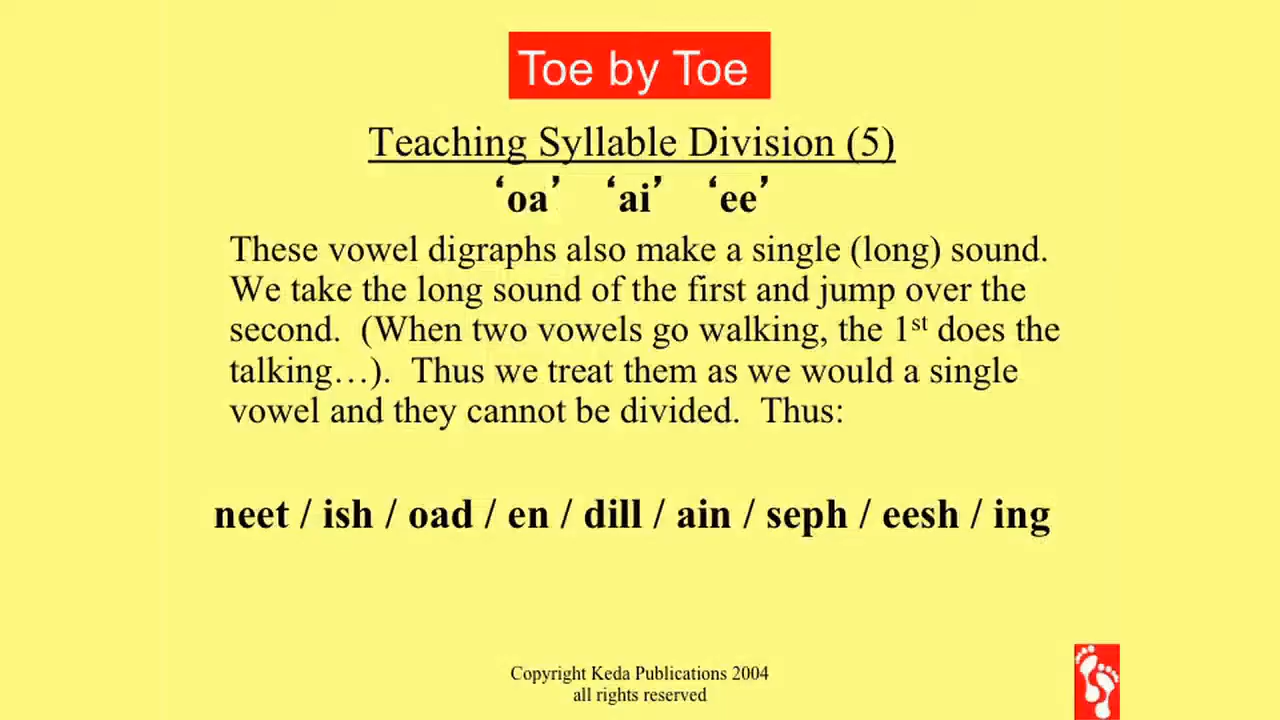 Toe by Toe
Teaching Syllable Division (5)
‘oa’ ‘ai’ ‘ee’
These vowel digraphs also make a single (long) sound.
We take the long sound of the first and jump over the
second. (When two vowels go walking, the 1st does the
talking…). Thus we treat them as we would a single
vowel and they cannot be divided. Thus:
neet / ish / oad / en / dill / ain / seph / eesh / ing
Copyright Keda Publications 2004
all rights reserved